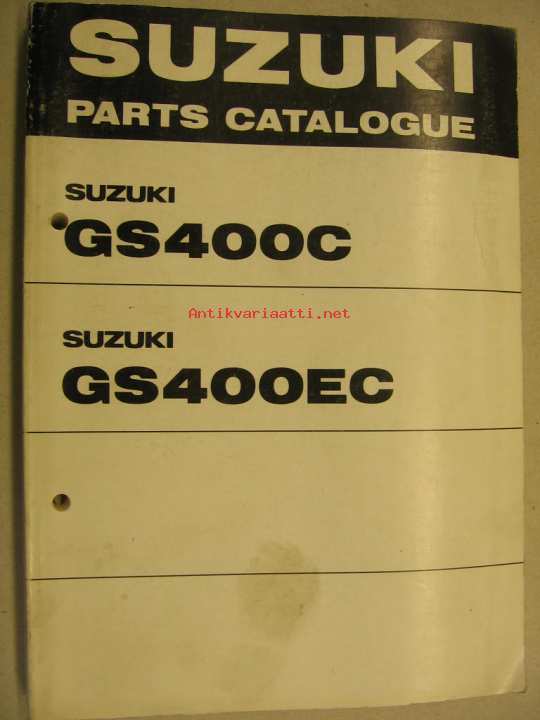 SUZUKI
PARTS CATALOGUE
SUZUKI
GS400C
Antikvariaatti.net
SUZUKI
GS400EC